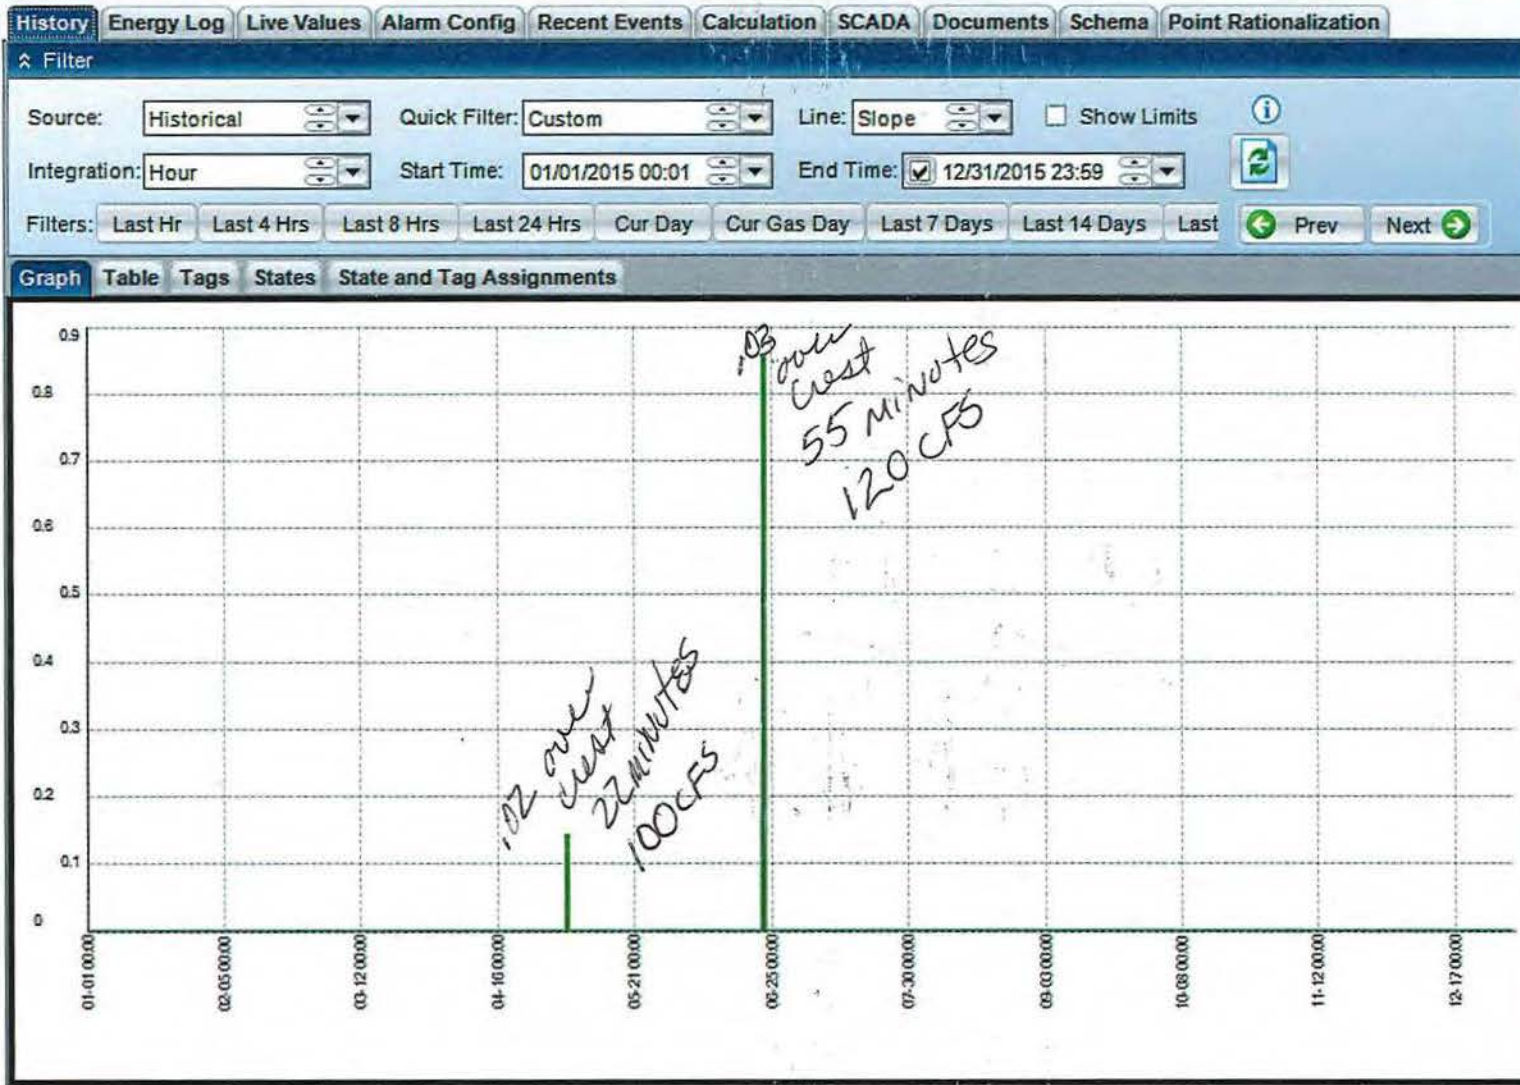 History Energy Log Live Values Alarm Config Recent Events Calculation SCADA Documents Schema Point Rationalization
Filter
Source: Historical Quick Filter: Custom Line: Slope Show Limits
Integration: Hour Start Time: 01/01/2015 00:01 End Time: 12/31/2015 23:59
Filters: Last Hr Last 4 Hrs Last 8 Hrs Last 24 Hrs Cur Day Cur Gas Day Last 7 Days Last 14 Days Last Prev Next
Graph Table Tags States State and Tag Assignments
0.9
0.8
0.7
0.6
0.5
0.4
0.3
0.2
0.1
0
.03 over
crest
55 MINUTES
120 CFS
.02 over
crest
22 MINUTES
100 CFS
01-01 00:00 02-05 00:00 03-12 00:00 04-16 00:00 05-21 00:00 06-25 00:00 07-30 00:00 09-03 00:00 10-08 00:00 11-12 00:00 12-17 00:00